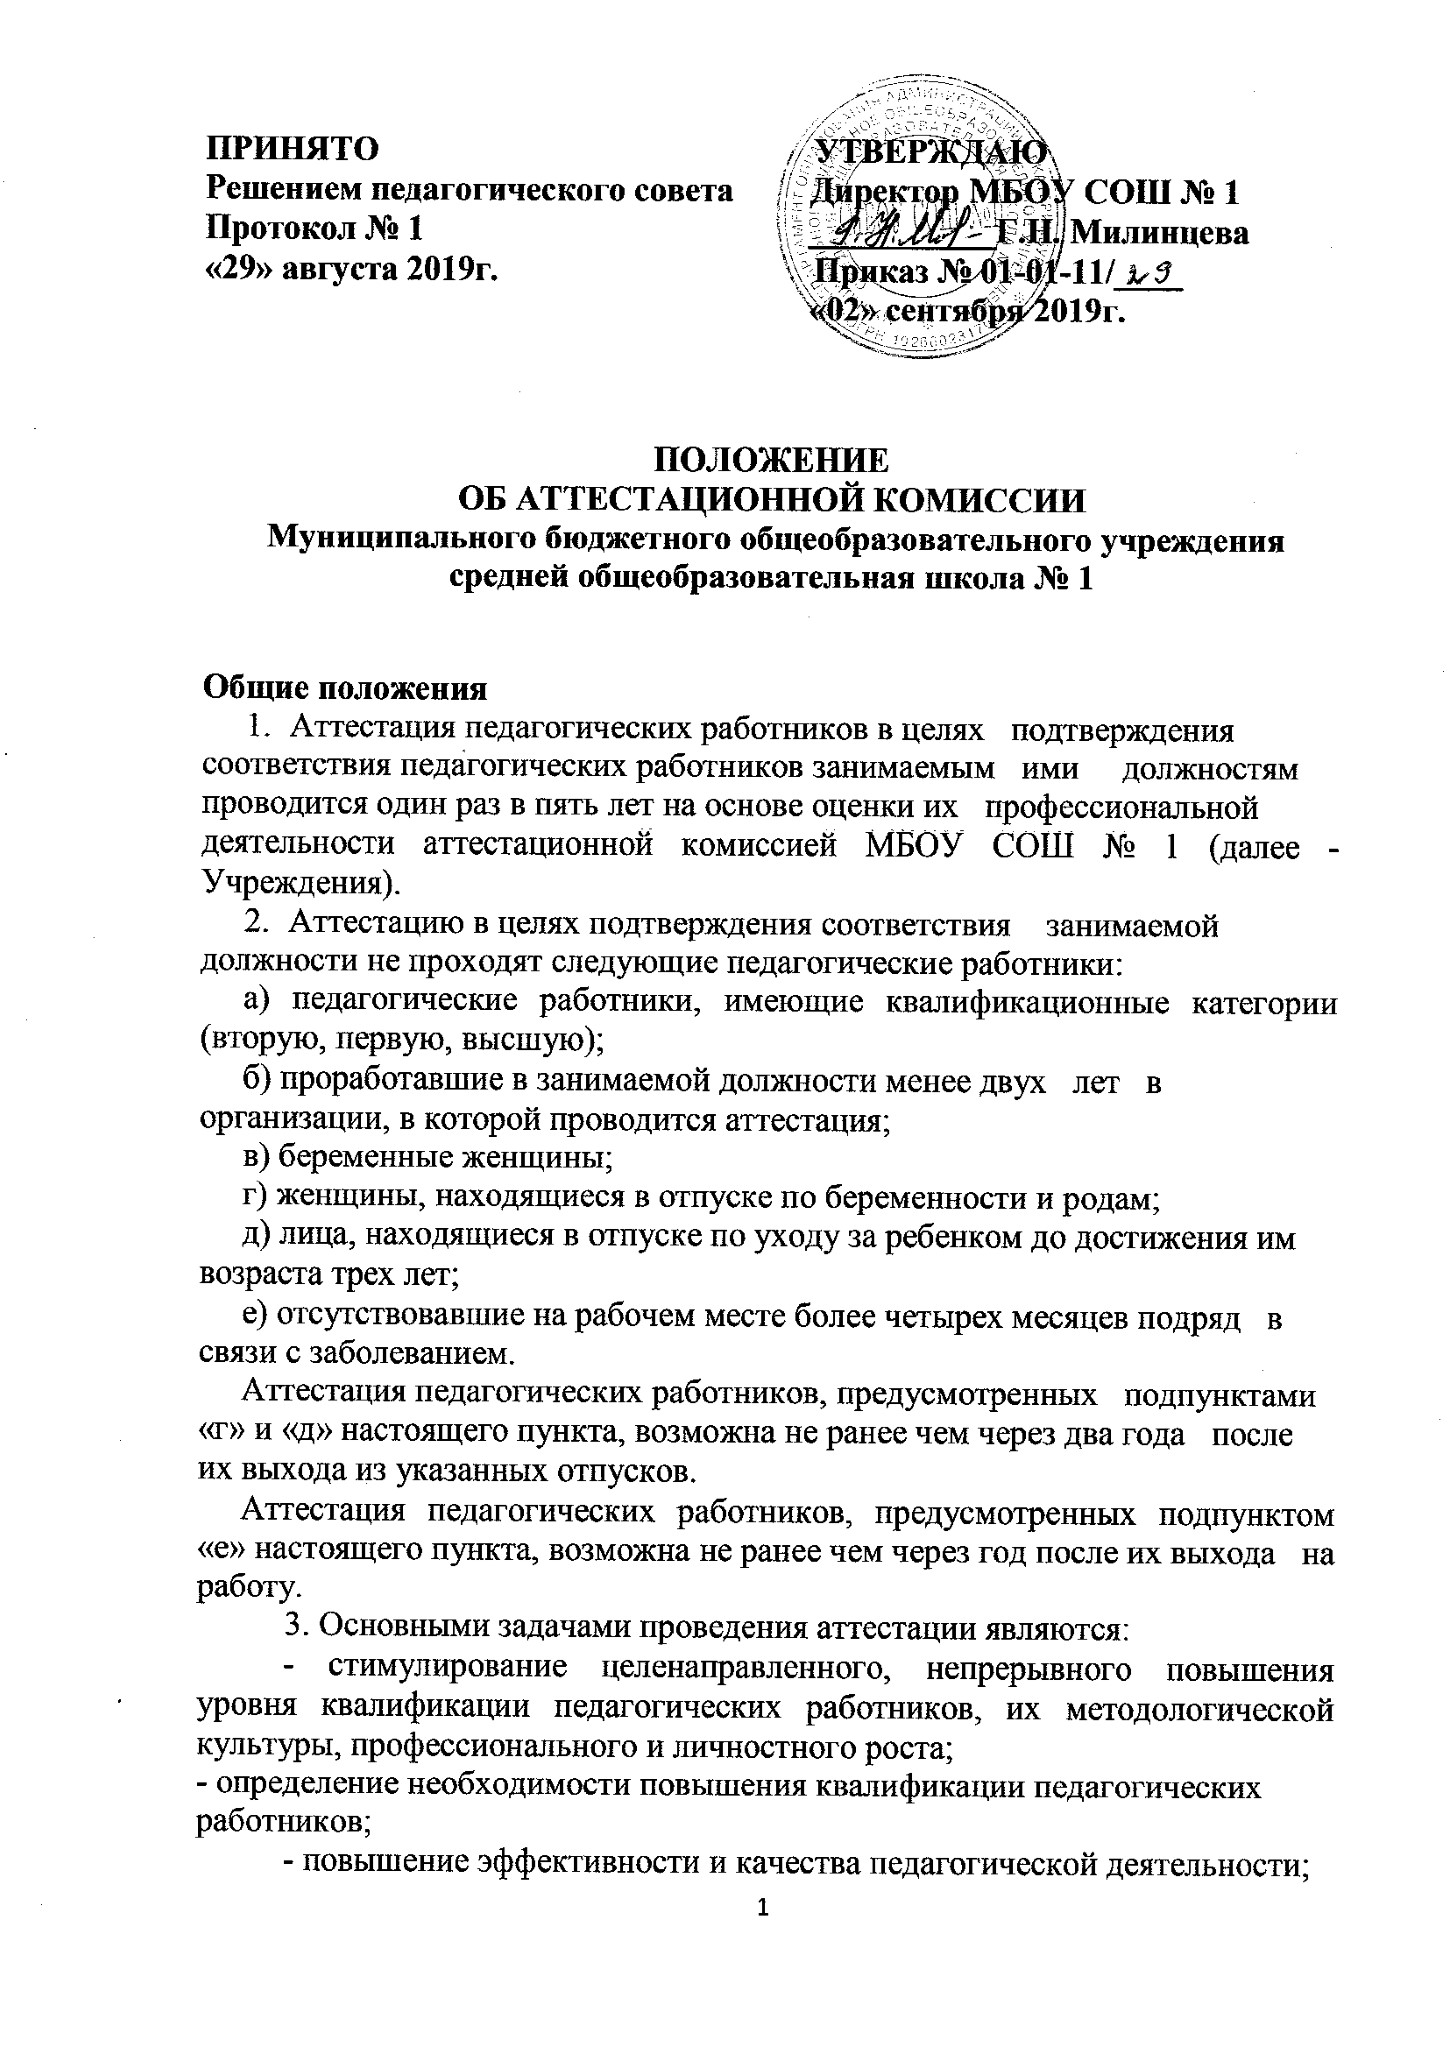 ПРИНЯТО
Решением педагогического совета
Протокол № 1
«29» августа 2019г.
УТВЕРЖДАЮ
Директор МБОУ СОШ № 1
Г.Н. Милинцева
Приказ № 01-01-11/
«02» сентября 2019г.
ПОЛОЖЕНИЕ
ОБ АТТЕСТАЦИОННОЙ КОМИССИИ
Муниципального бюджетного общеобразовательного учреждения
средней общеобразовательная школа № 1
Общие положения
1. Аттестация педагогических работников в целях подтверждения
соответствия педагогических работников занимаемым ими должностям
проводится один раз в пять лет на основе оценки их профессиональной
деятельности аттестационной комиссией МБОУ СОШ № 1 (далее -
Учреждения).
2. Аттестацию в целях подтверждения соответствия занимаемой
должности не проходят следующие педагогические работники:
а) педагогические работники, имеющие квалификационные категории
(вторую, первую, высшую);
б) проработавшие в занимаемой должности менее двух лет в
организации, в которой проводится аттестация;
в) беременные женщины;
г) женщины, находящиеся в отпуске по беременности и родам;
д) лица, находящиеся в отпуске по уходу за ребенком до достижения им
возраста трех лет;
е) отсутствовавшие на рабочем месте более четырех месяцев подряд в
связи с заболеванием.
Аттестация педагогических работников, предусмотренных подпунктами
«г» и «д» настоящего пункта, возможна не ранее чем через два года после
их выхода из указанных отпусков.
Аттестация педагогических работников, предусмотренных подпунктом
«е» настоящего пункта, возможна не ранее чем через год после их выхода на
работу.
3. Основными задачами проведения аттестации являются:
- стимулирование целенаправленного, непрерывного повышения
уровня квалификации педагогических работников, их методологической
культуры, профессионального и личностного роста;
- определение необходимости повышения квалификации педагогических
работников;
- повышение эффективности и качества педагогической деятельности;
1